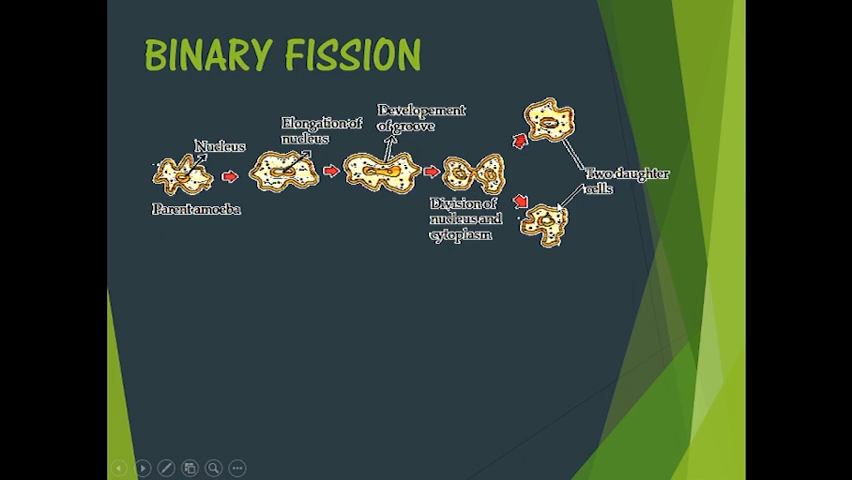 BINARY FISSION
Developement
of groove
Elongation of
nucleus
Nucleus
Parent amoeba
Division of
nucleus and
cytoplasm
Two daughter
cells